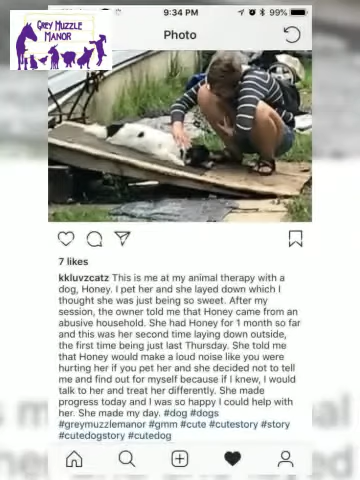 GREY MUZZLE
MANOR
9:34 PM
99%
Photo
7 likes
kkluvzcatz This is me at my animal therapy with a
dog, Honey. I pet her and she layed down which I
thought she was just being so sweet. After my
session, the owner told me that Honey came from an
abusive household. She had Honey for 1 month so far
and this was her second time laying down outside,
the first time being just last Thursday. She told me
that Honey would make a loud noise like you were
hurting her if you pet her and she decided not to tell
me and find out for myself because if I knew, I would
talk to her and treat her differently. She made
progress today and I was so happy I could help with
her. She made my day. #dog #dogs
#greymuzzlemanor #gmm #cute #cutestory #story
#cutedogstory #cutedog